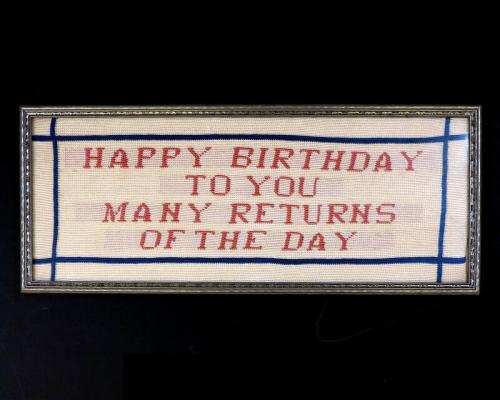 HAPPY BIRTHDAY
TO YOU
MANY RETURNS
OF THE DAY